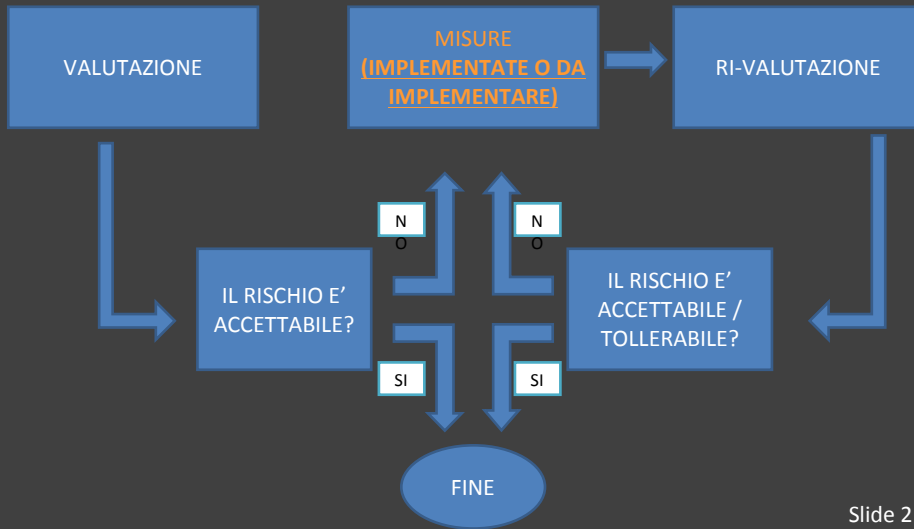 VALUTAZIONE
MISURE
(IMPLEMENTATE O DA
IMPLEMENTARE)
RI-VALUTAZIONE
N
O
N
O
IL RISCHIO E’
ACCETTABILE?
IL RISCHIO E’
ACCETTABILE /
TOLLERABILE?
SI
SI
FINE
Slide 2